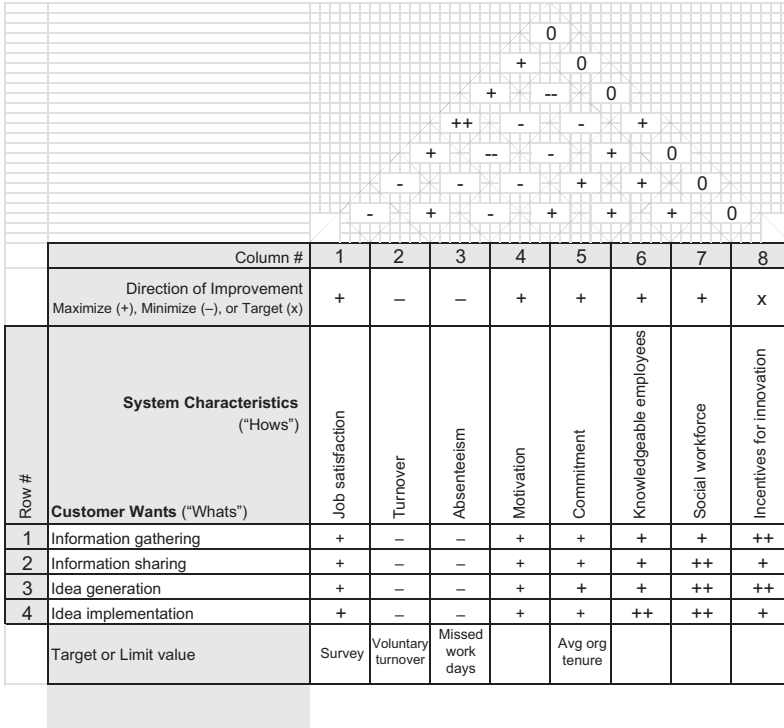 0
+ 0
+ -- 0
++ - - +
+ -- - + 0
- - - + + 0
- + - + + + 0
Column # 1 2 3 4 5 6 7 8
Direction of Improvement
Maximize (+), Minimize (–), or Target (x) + – – + + + + x
Row #
System Characteristics
("Hows")
Customer Wants ("Whats")
Job satisfaction
Turnover
Absenteeism
Motivation
Commitment
Knowledgeable employees
Social workforce
Incentives for innovation
1 Information gathering + – – + + + + ++
2 Information sharing + – – + + + ++ +
3 Idea generation + – – + + + ++ ++
4 Idea implementation + – – + + ++ ++ +
Target or Limit value
Survey
Voluntary
turnover
Missed
work
days
Avg org
tenure